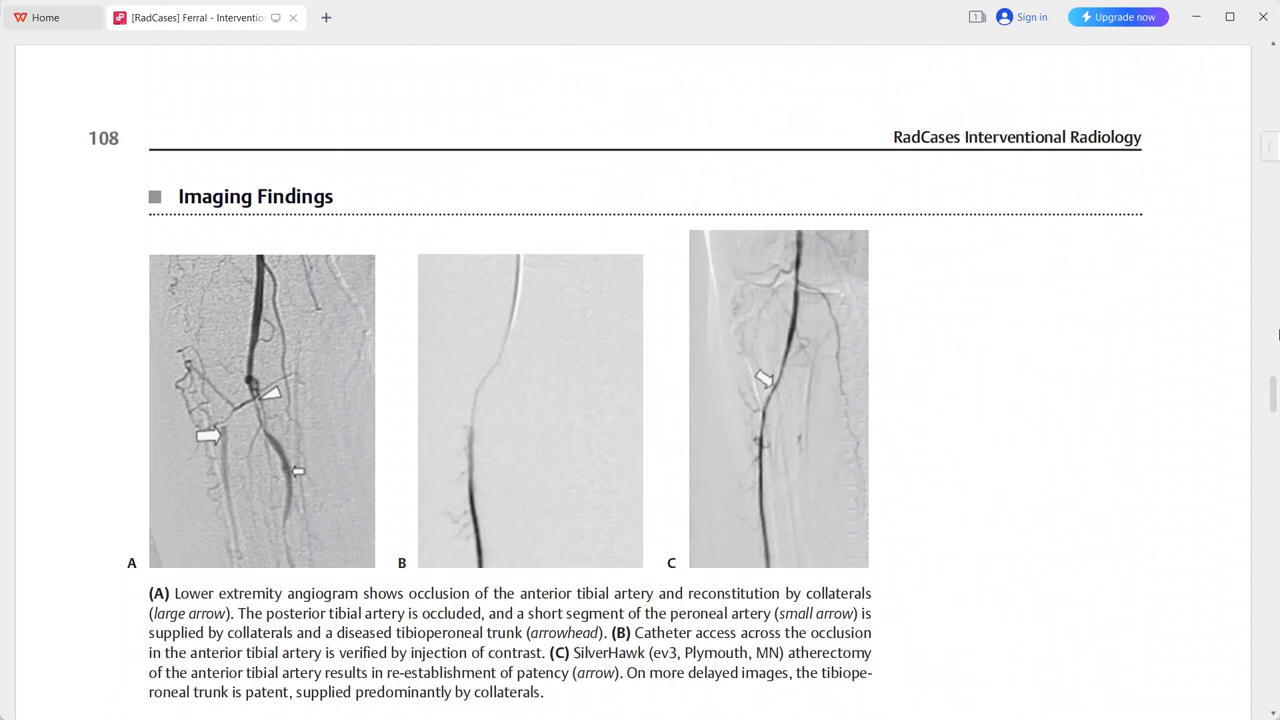 Home
[RadCases] Ferral - Interventio
1
Sign in
Upgrade now
108
RadCases Interventional Radiology
Imaging Findings
A
B
C
(A) Lower extremity angiogram shows occlusion of the anterior tibial artery and reconstitution by collaterals
(large arrow). The posterior tibial artery is occluded, and a short segment of the peroneal artery (small arrow) is
supplied by collaterals and a diseased tibioperoneal trunk (arrowhead). (B) Catheter access across the occlusion
in the anterior tibial artery is verified by injection of contrast. (C) SilverHawk (ev3, Plymouth, MN) atherectomy
of the anterior tibial artery results in re-establishment of patency (arrow). On more delayed images, the tibiope-
roneal trunk is patent, supplied predominantly by collaterals.